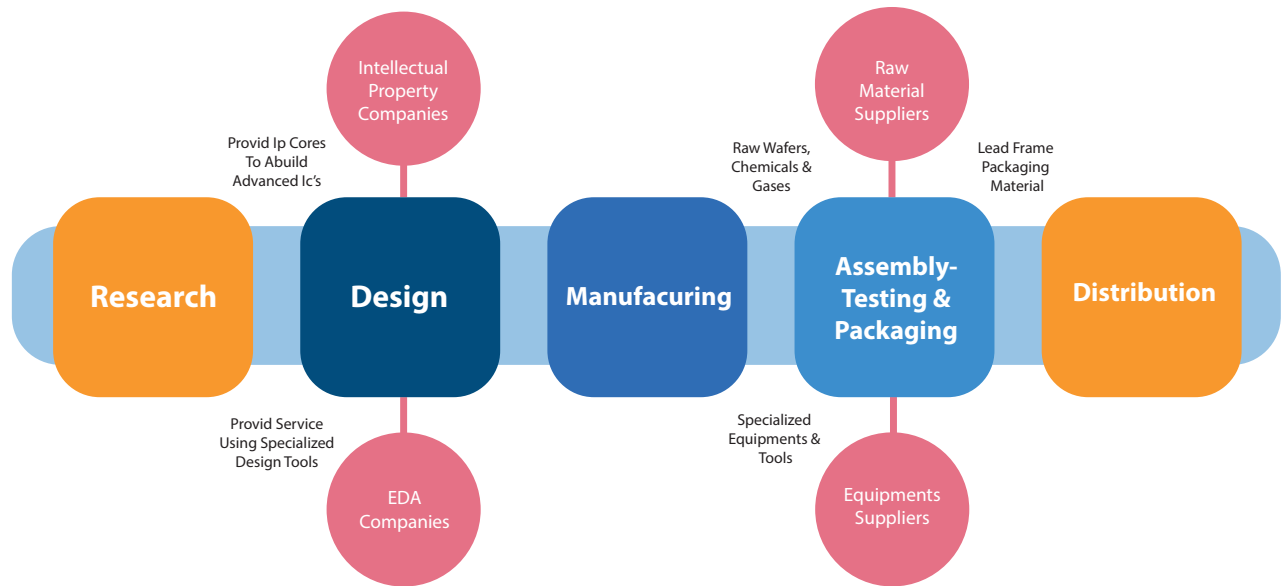 Intellectual
Property
Companies
Raw
Material
Suppliers
Provid Ip Cores
To Abuild
Advanced Ic's
Raw Wafers,
Chemicals &
Gases
Lead Frame
Packaging
Material
Research
Design
Manufacuring
Assembly-
Testing &
Packaging
Distribution
Provid Service
Using Specialized
Design Tools
Specialized
Equipments &
Tools
EDA
Companies
Equipments
Suppliers